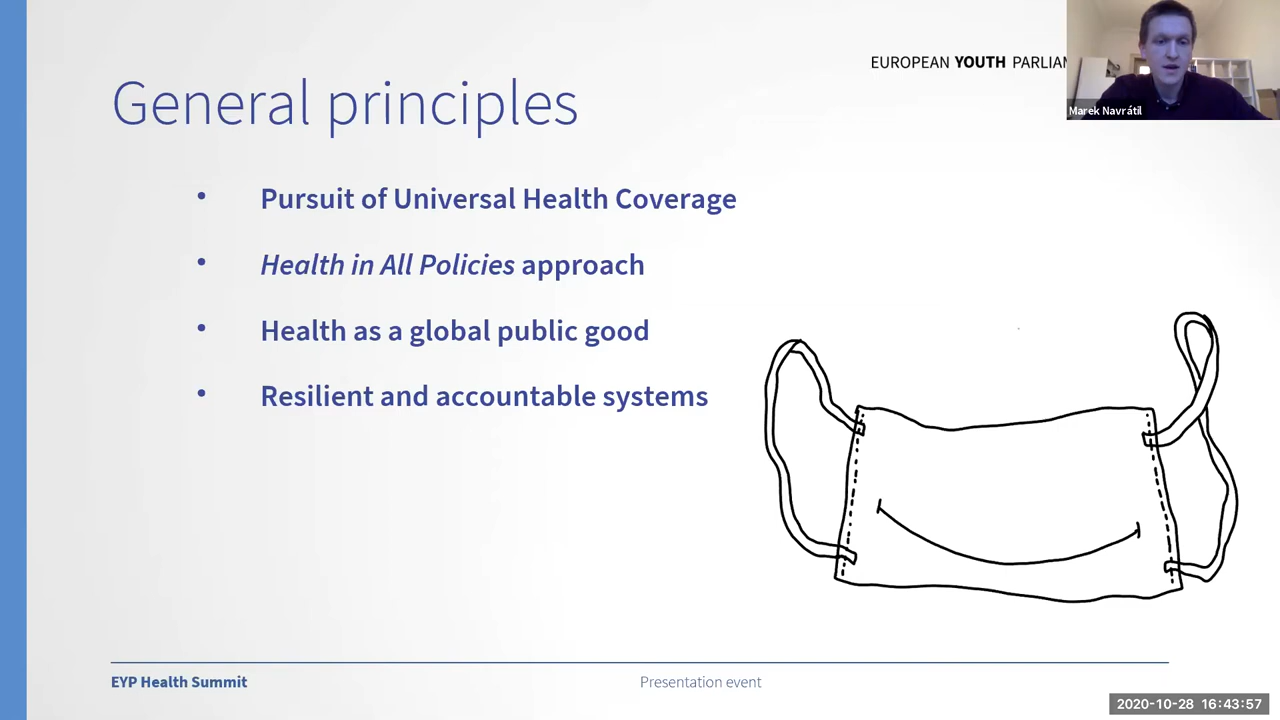 EUROPEAN YOUTH
Marek Navrátil
General principles
• Pursuit of Universal Health Coverage
• Health in All Policies approach
• Health as a global public good
• Resilient and accountable systems
EYP Health Summit
Presentation event
2020-10-28 16:43:57